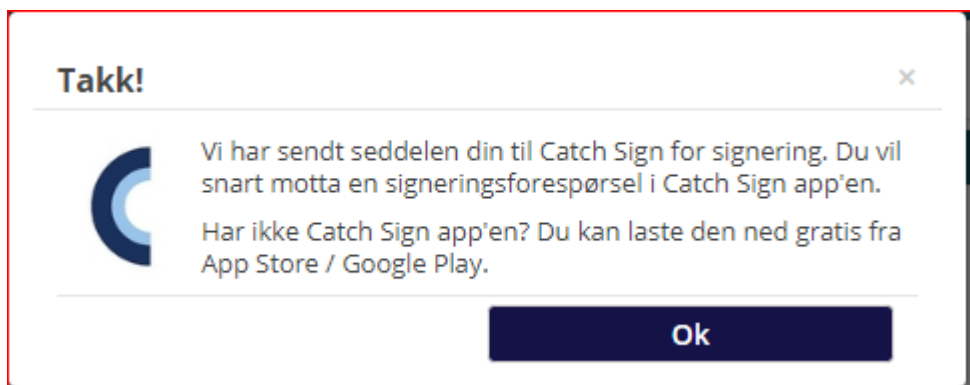 Takk!
×
Vi har sendt seddelen din til Catch Sign for signering. Du vil
snart motta en signeringsforespørsel i Catch Sign app'en.
Har ikke Catch Sign app'en? Du kan laste den ned gratis fra
App Store / Google Play.
Ok